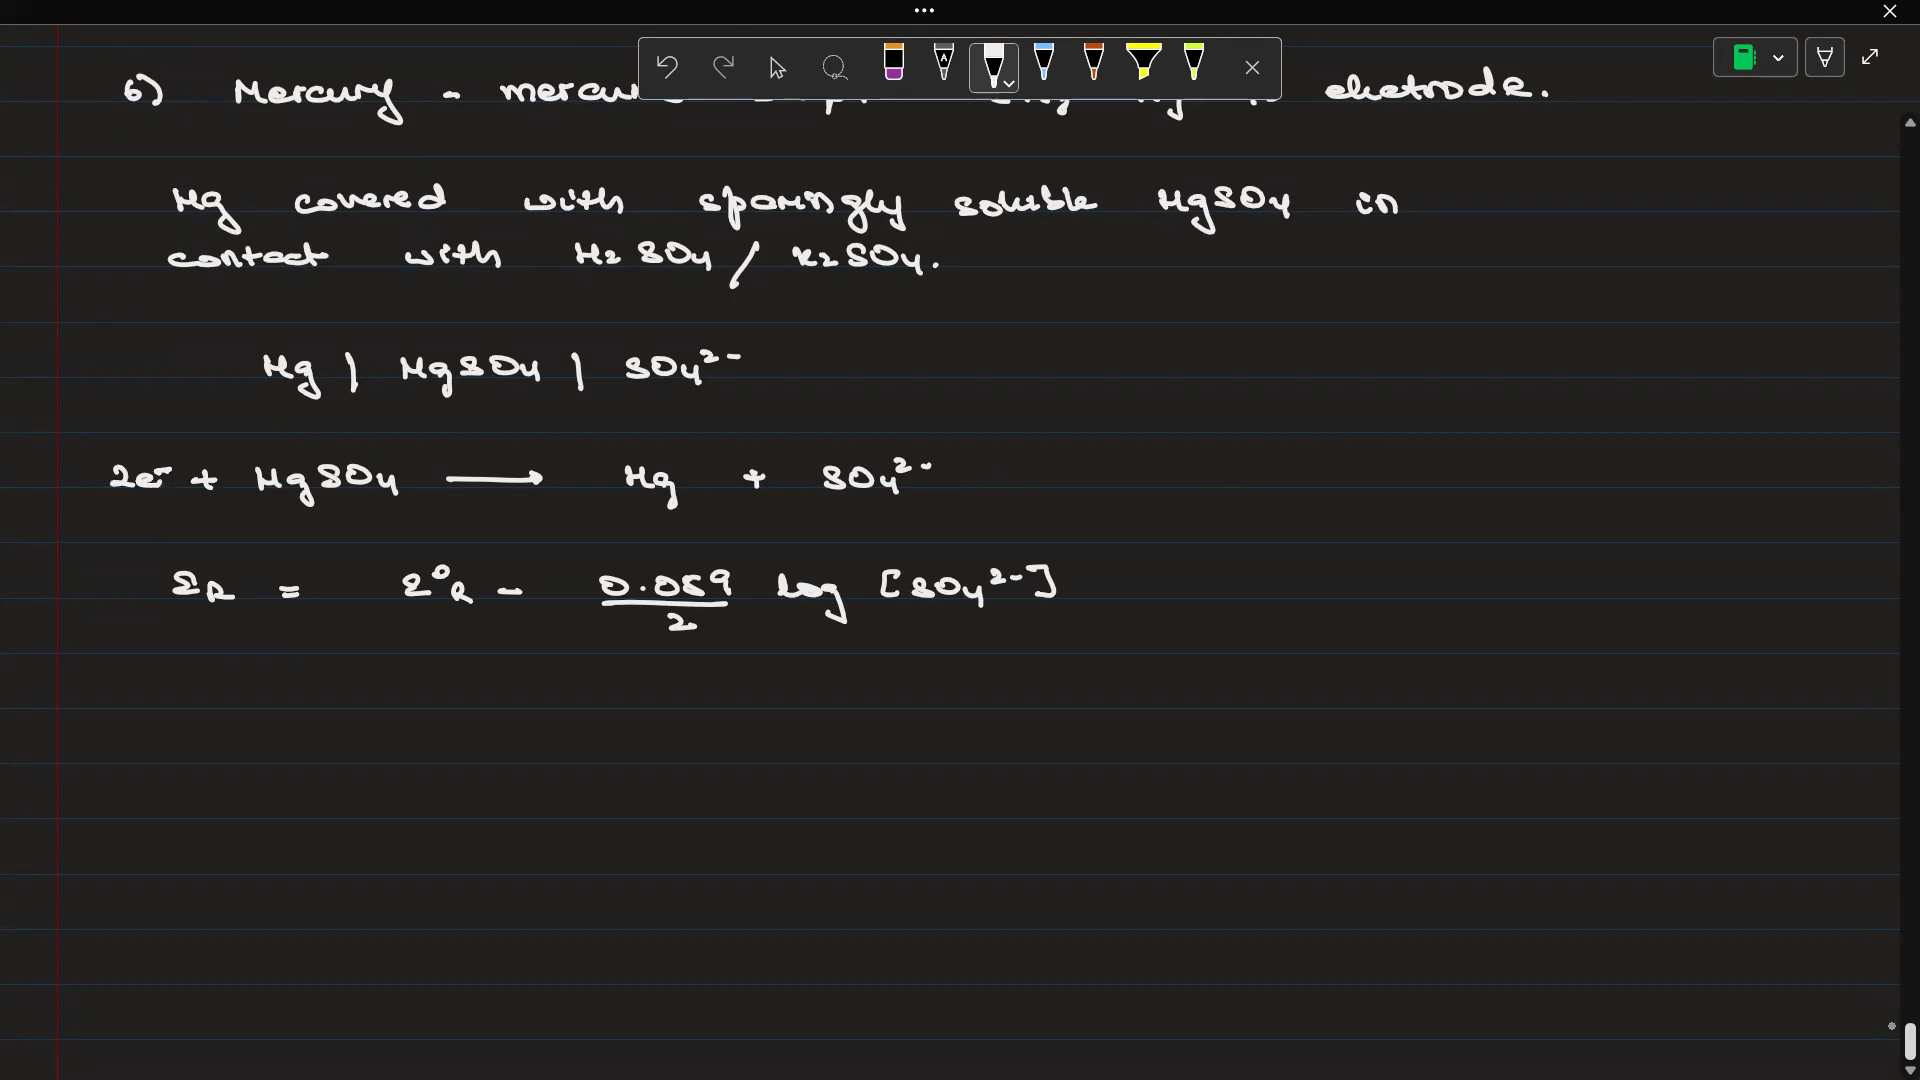 6) Mercury - electrode.
Hg covered with sparingly soluble HgSO4 in
contact with H2SO4 / K2SO4.
Hg | HgSO4 | SO4²⁻
2e⁻ + HgSO4 ⟶ Hg + SO4²⁻
ER = E°R - 0.059/2 log [SO4²⁻]